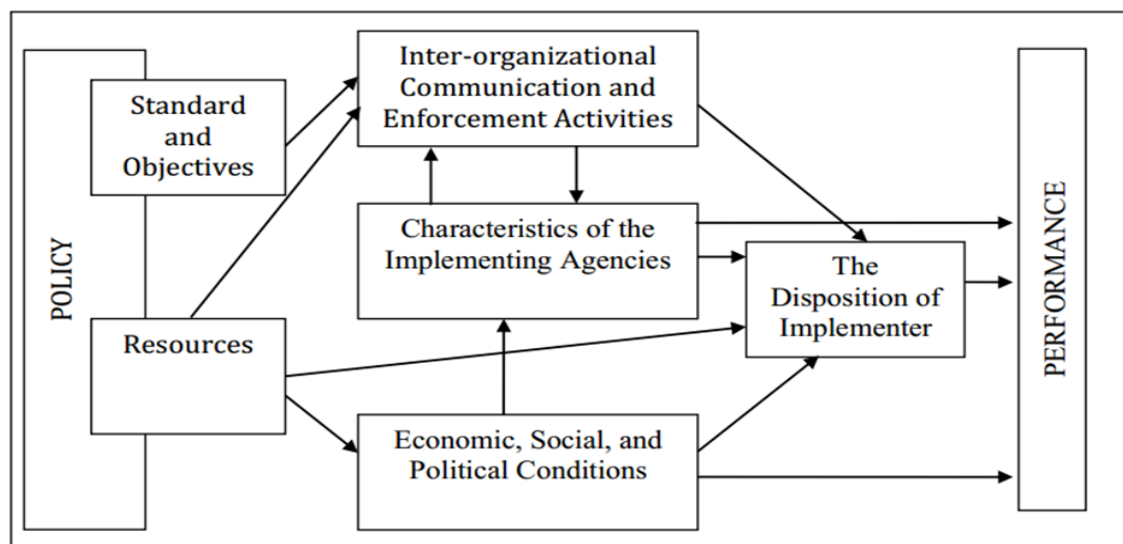 POLICY
Standard
and
Objectives
Resources
Inter-organizational
Communication and
Enforcement Activities
Characteristics of the
Implementing Agencies
Economic, Social, and
Political Conditions
The
Disposition of
Implementer
PERFORMANCE